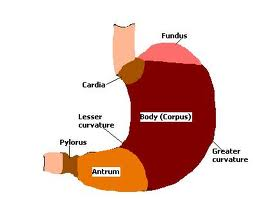 Fundus
Cardia
Lesser
curvature
Body (Corpus)
Pylorus
Greater
curvature
Antrum